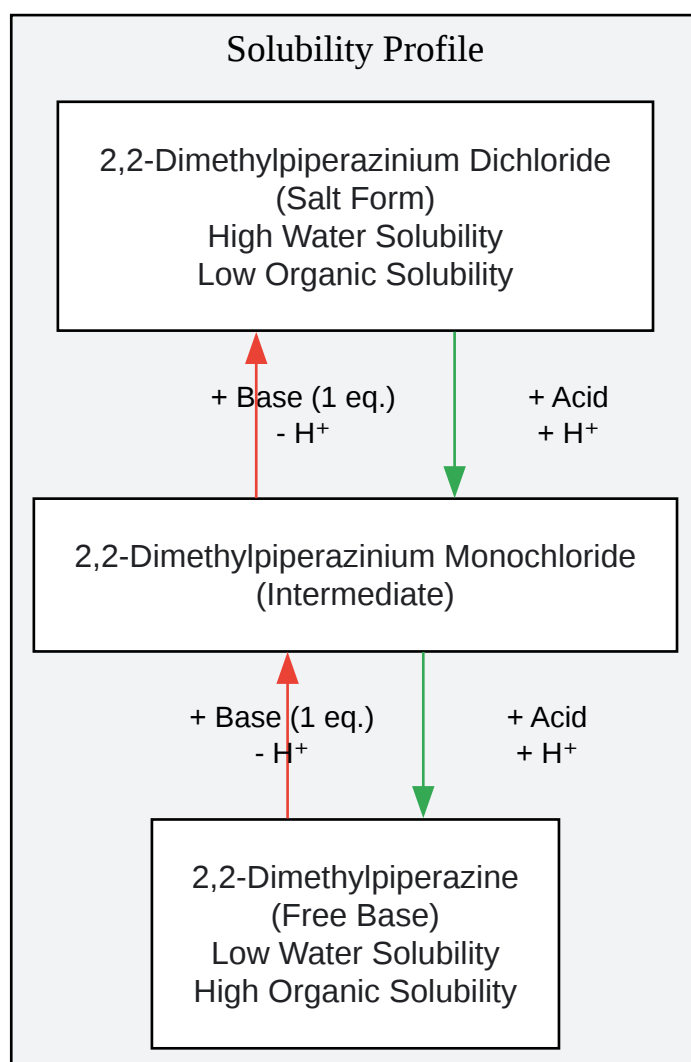 Solubility Profile
2,2-Dimethylpiperazinium Dichloride
(Salt Form)
High Water Solubility
Low Organic Solubility
+ Base (1 eq.)
- H⁺
+ Acid
+ H⁺
2,2-Dimethylpiperazinium Monochloride
(Intermediate)
+ Base (1 eq.)
- H⁺
+ Acid
+ H⁺
2,2-Dimethylpiperazine
(Free Base)
Low Water Solubility
High Organic Solubility